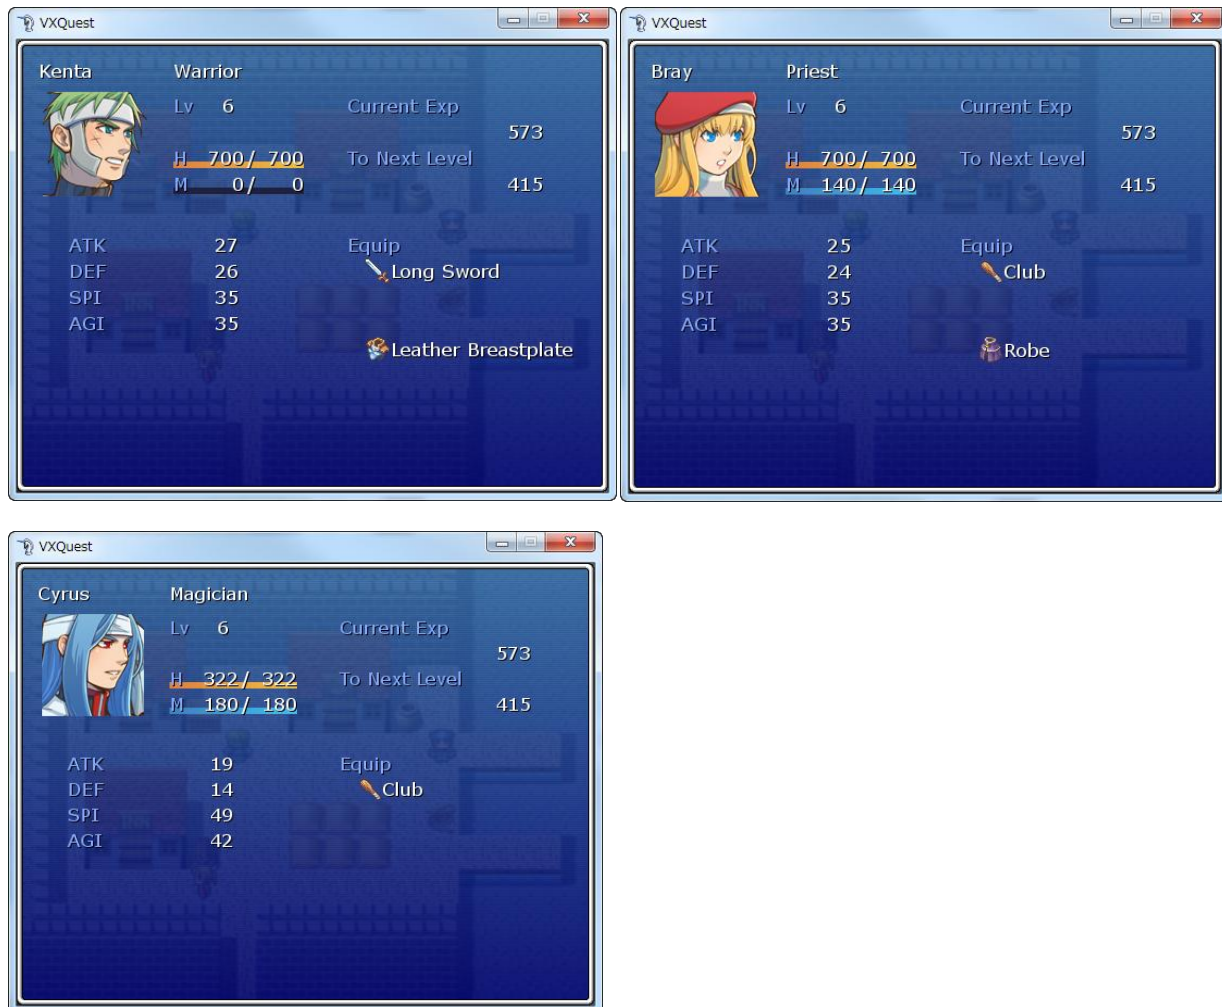 VXQuest
Kenta Warrior
Lv 6 Current Exp
573
H 700/ 700 To Next Level
M 0/ 0 415
ATK 27 Equip
DEF 26 Long Sword
SPI 35
AGI 35
Leather Breastplate
VXQuest
Bray Priest
Lv 6 Current Exp
573
H 700/ 700 To Next Level
M 140/ 140 415
ATK 25 Equip
DEF 24 Club
SPI 35
AGI 35
Robe
VXQuest
Cyrus Magician
Lv 6 Current Exp
573
H 322/ 322 To Next Level
M 180/ 180 415
ATK 19 Equip
DEF 14 Club
SPI 49
AGI 42